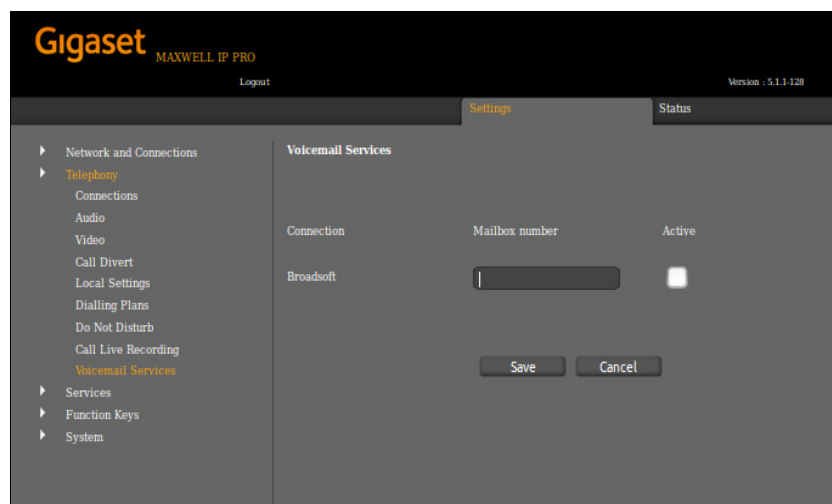 Gigaset MAXWELL IP PRO
Logout Version : 5.1.1-128
Settings Status
Network and Connections
Telephony
Connections
Audio
Video
Call Divert
Local Settings
Dialling Plans
Do Not Disturb
Call Live Recording
Voicemail Services
Services
Function Keys
System
Voicemail Services
Connection Mailbox number Active
Broadsoft
Save Cancel